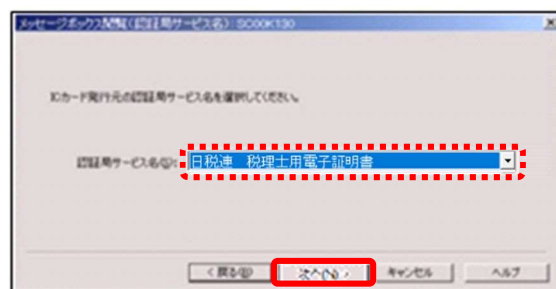 メッセージボックス閲覧(認証局サービス名): SC00K130
ICカード発行元の認証局サービス名を選択してください。
認証局サービス名(S): 日税連 税理士用電子証明書
< 戻る(B) 次へ(N) > キャンセル ヘルプ